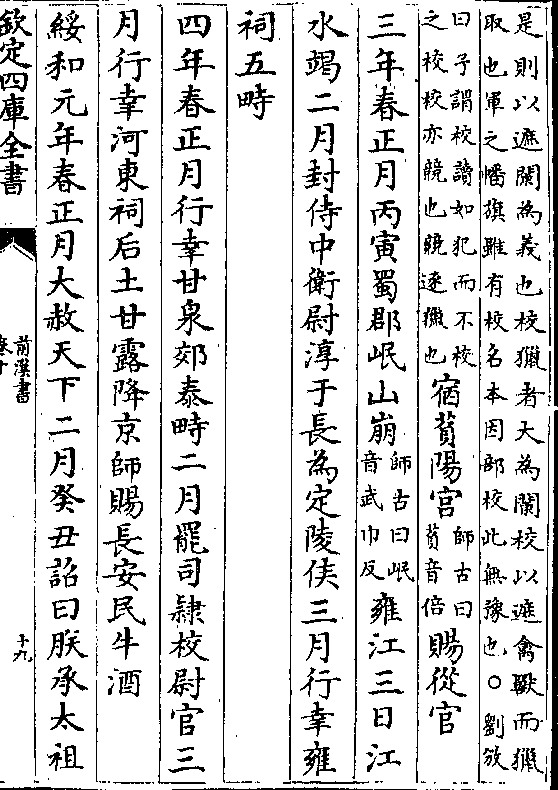 是則以遮闌為義也校獵者大為闌校以遮禽獸而獵
取也軍之幡旗雖有校名本因部校此無豫也○劉攽
曰予謂校讀如犯而不校
之校校亦競也競逐獵也
宿萯陽宮
師古曰
萯音倍
賜從官
三年春正月丙寅蜀郡岷山崩
師古曰岷
音武巾反
雍江三日江
水竭二月封侍中衛尉淳于長為定陵侯三月行幸雍
祠五畤
四年春正月行幸甘泉郊泰畤二月罷司隸校尉官三
月行幸河東祠后土甘露降京師賜長安民牛酒
綏和元年春正月大赦天下二月癸丑詔曰朕承太祖
欽定四庫全書
前漢書
卷十
十九